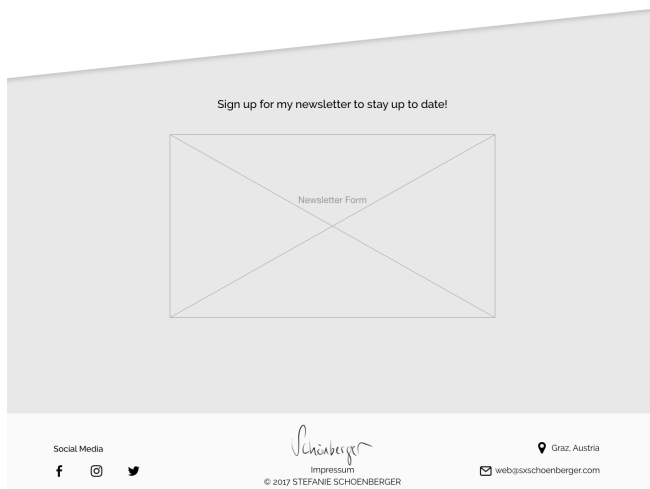 Sign up for my newsletter to stay up to date!
Newsletter Form
Social Media
Schönberger
Impressum
© 2017 STEFANIE SCHOENBERGER
Graz, Austria
web@sxschoenberger.com